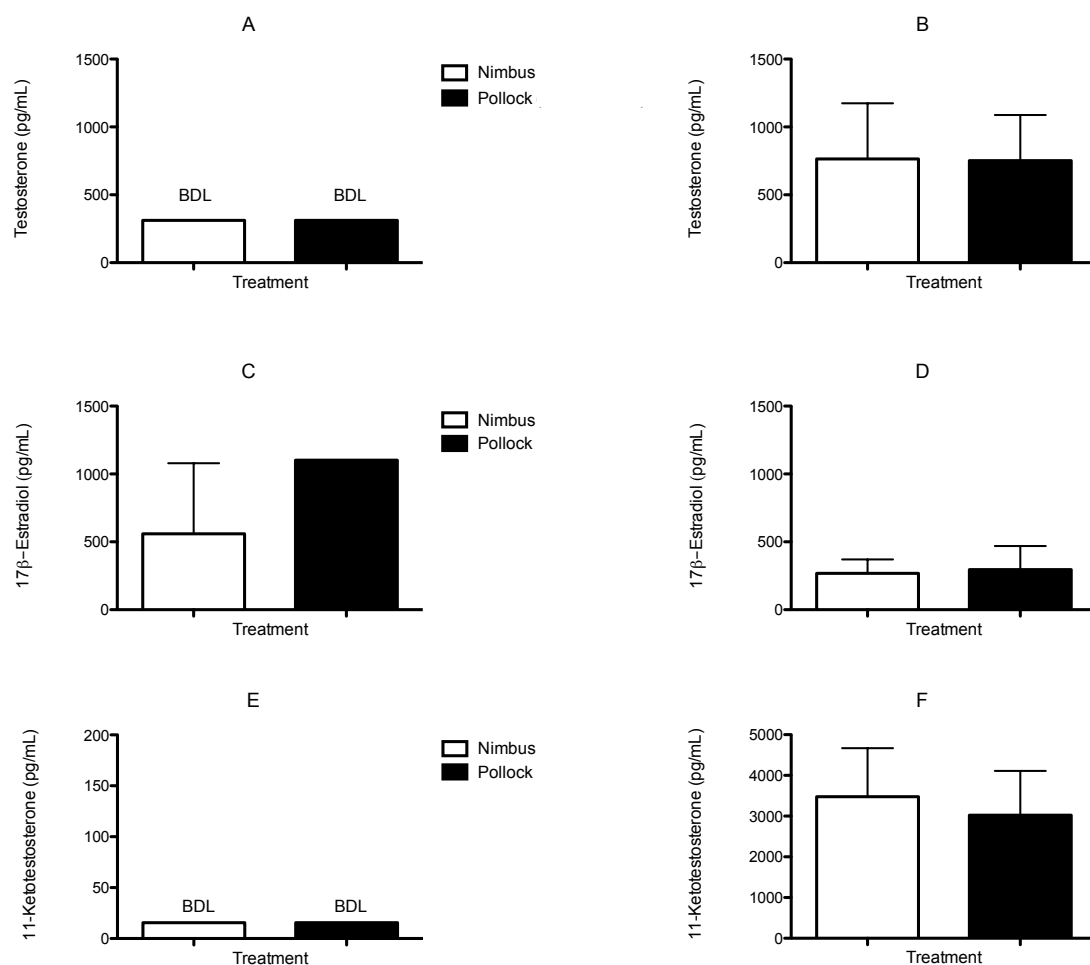 A
Testosterone (pg/mL)
1500
1000
500
0
BDL
BDL
Treatment
Nimbus
Pollock
B
Testosterone (pg/mL)
1500
1000
500
0
Treatment
C
17β−Estradiol (pg/mL)
1500
1000
500
0
Treatment
Nimbus
Pollock
D
17β−Estradiol (pg/mL)
1500
1000
500
0
Treatment
E
11-Ketotestosterone (pg/mL)
200
150
100
50
0
BDL
BDL
Treatment
Nimbus
Pollock
F
11-Ketotestosterone (pg/mL)
5000
4000
3000
2000
1000
0
Treatment